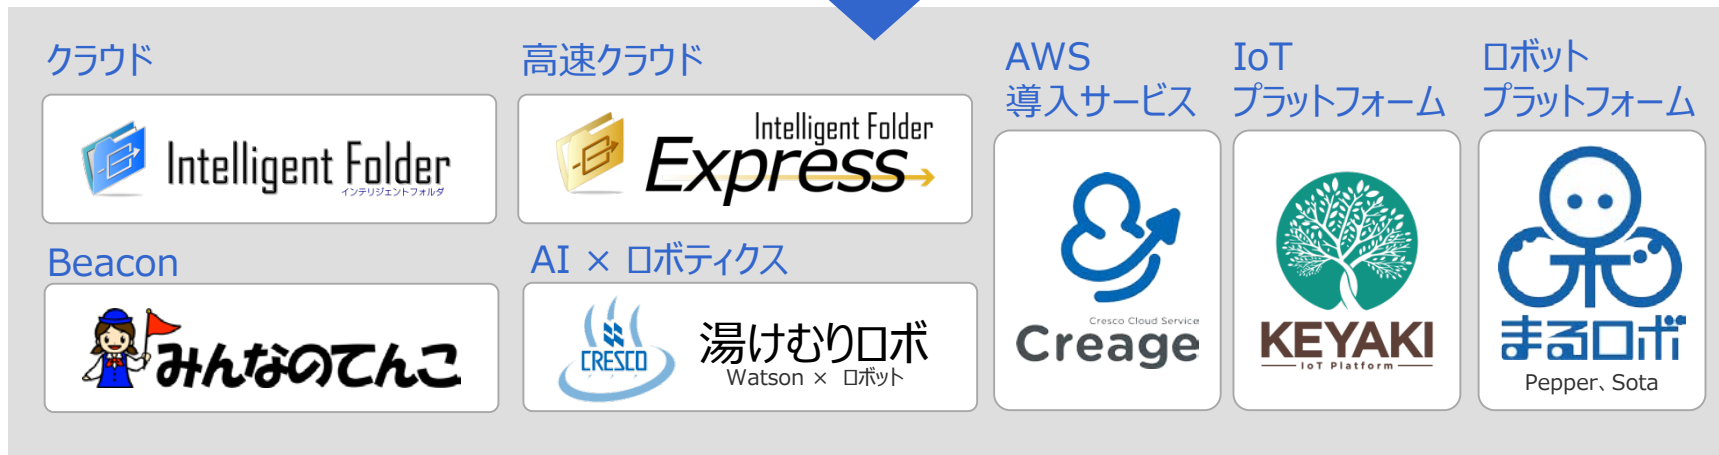 クラウド
Intelligent Folder
インテリジェントフォルダ
高速クラウド
Intelligent Folder
Express
Beacon
みんなのてんこ
AI × ロボティクス
CRESCO
湯けむりロボ
Watson × ロボット
AWS
導入サービス
Cresco Cloud Service
Creage
IoT
プラットフォーム
KEYAKI
IoT Platform
ロボット
プラットフォーム
ロボ
まるロボ
Pepper、Sota